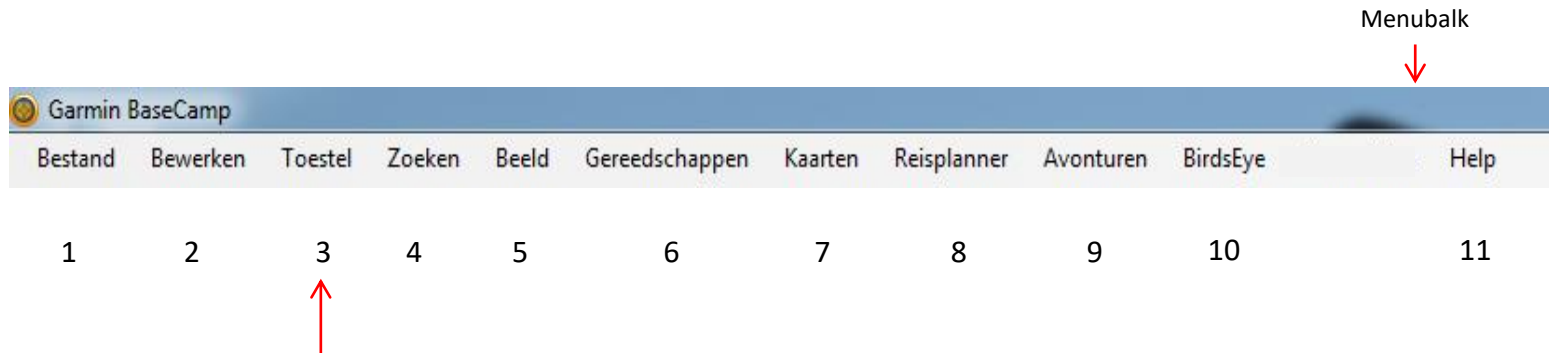 Menubalk
Garmin BaseCamp
Bestand Bewerken Toestel Zoeken Beeld Gereedschappen Kaarten Reisplanner Avonturen BirdsEye Help
1 2 3 4 5 6 7 8 9 10 11